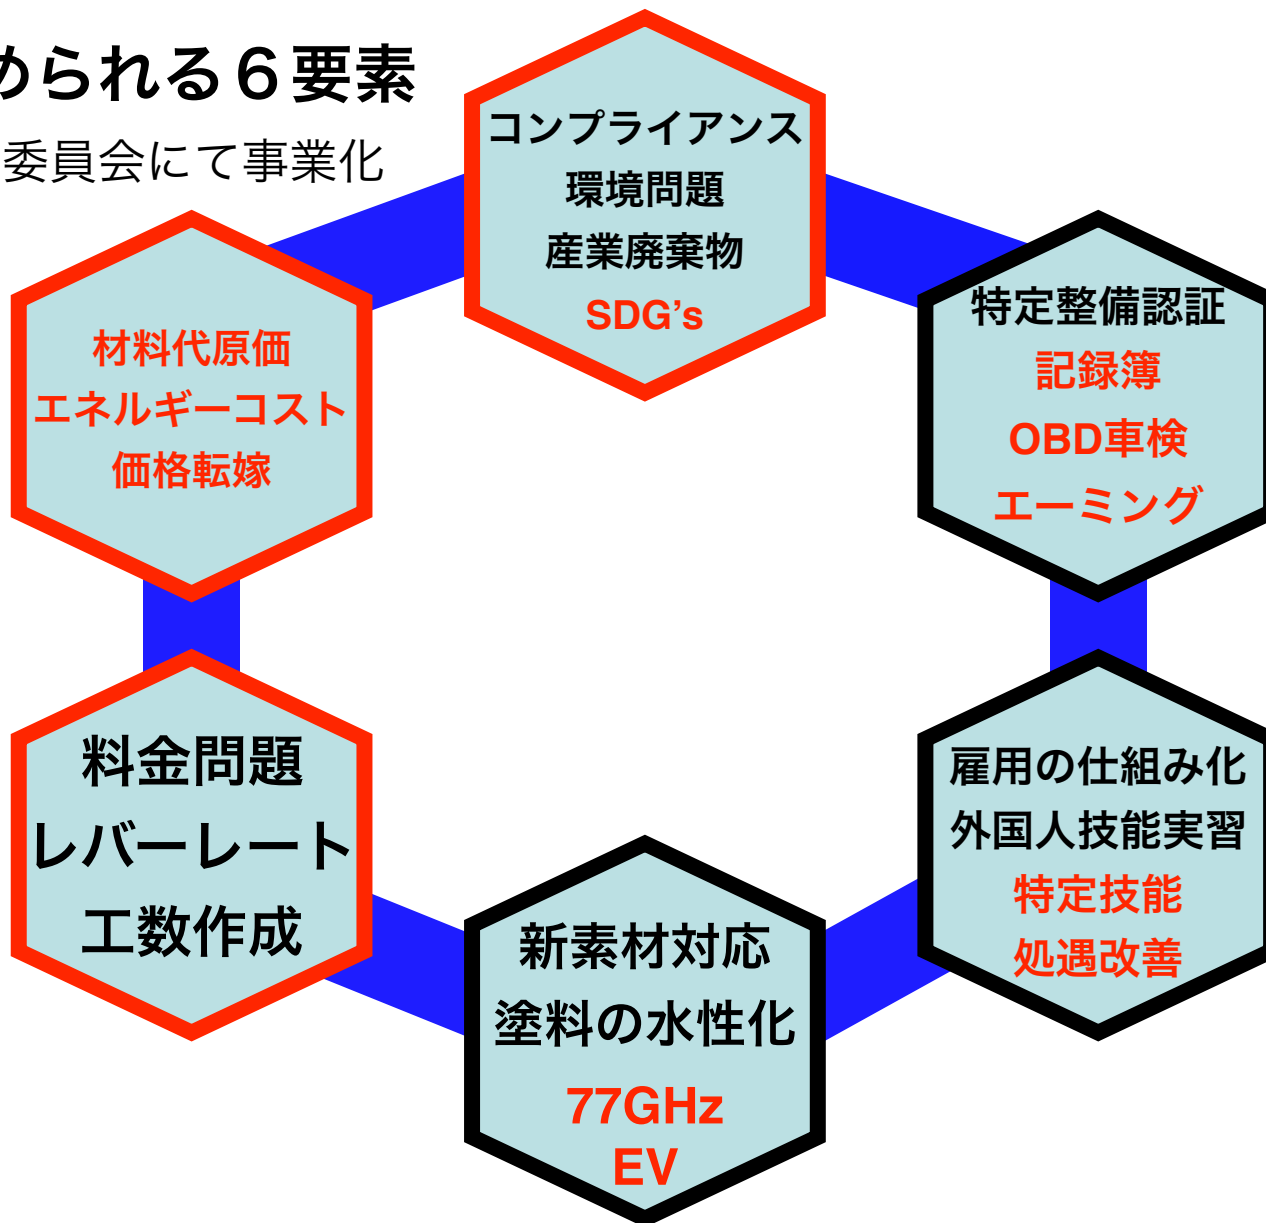 められる６要素
委員会にて事業化
コンプライアンス
環境問題
産業廃棄物
SDG’s
特定整備認証
記録簿
OBD車検
エーミング
材料代原価
エネルギーコスト
価格転嫁
料金問題
レバーレート
工数作成
雇用の仕組み化
外国人技能実習
特定技能
処遇改善
新素材対応
塗料の水性化
77GHz
EV